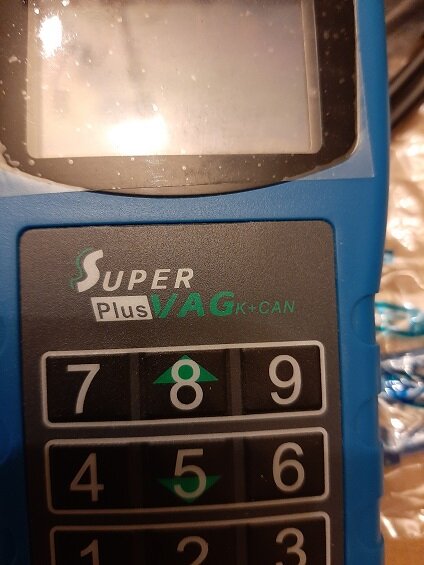 SUPER
Plus VAG K+CAN
7 8 9
4 5 6
1 2 3